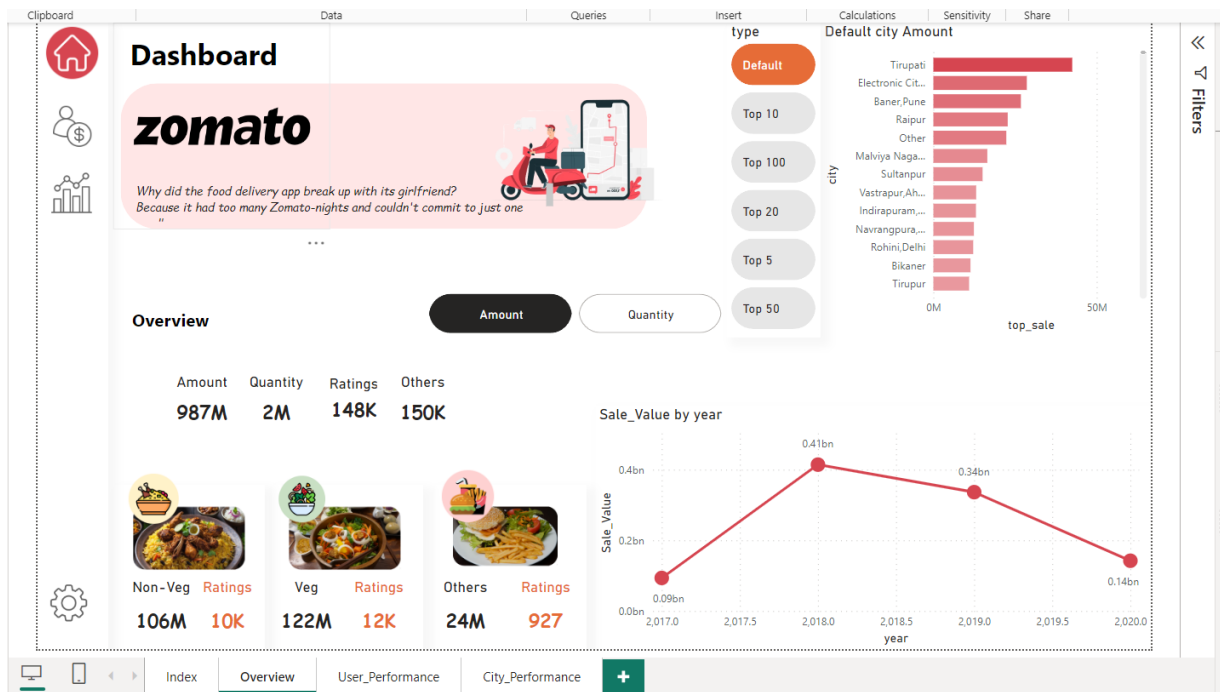 Clipboard
Data
Queries
Insert
Calculations
Sensitivity
Share
Dashboard
zomato
Why did the food delivery app break up with its girlfriend?
Because it had too many Zomato-nights and couldn't commit to just one
"
...
type
Default
Top 10
Top 100
Top 20
Top 5
Top 50
Default city Amount
city
Tirupati
Electronic Cit...
Baner,Pune
Raipur
Other
Malviya Naga...
Sultanpur
Vastrapur,Ah...
Indirapuram,...
Navrangpura,...
Rohini,Delhi
Bikaner
Tirupur
0M
50M
top_sale
Filters
Overview
Amount
Quantity
Amount Quantity Ratings Others
987M 2M 148K 150K
Non-Veg Ratings
106M 10K
Veg Ratings
122M 12K
Others Ratings
24M 927
Sale_Value by year
Sale_Value
0.4bn
0.2bn
0.0bn
0.09bn
0.41bn
0.34bn
0.14bn
2,017.0 2,017.5 2,018.0 2,018.5 2,019.0 2,019.5 2,020.0
year
Index
Overview
User_Performance
City_Performance
+